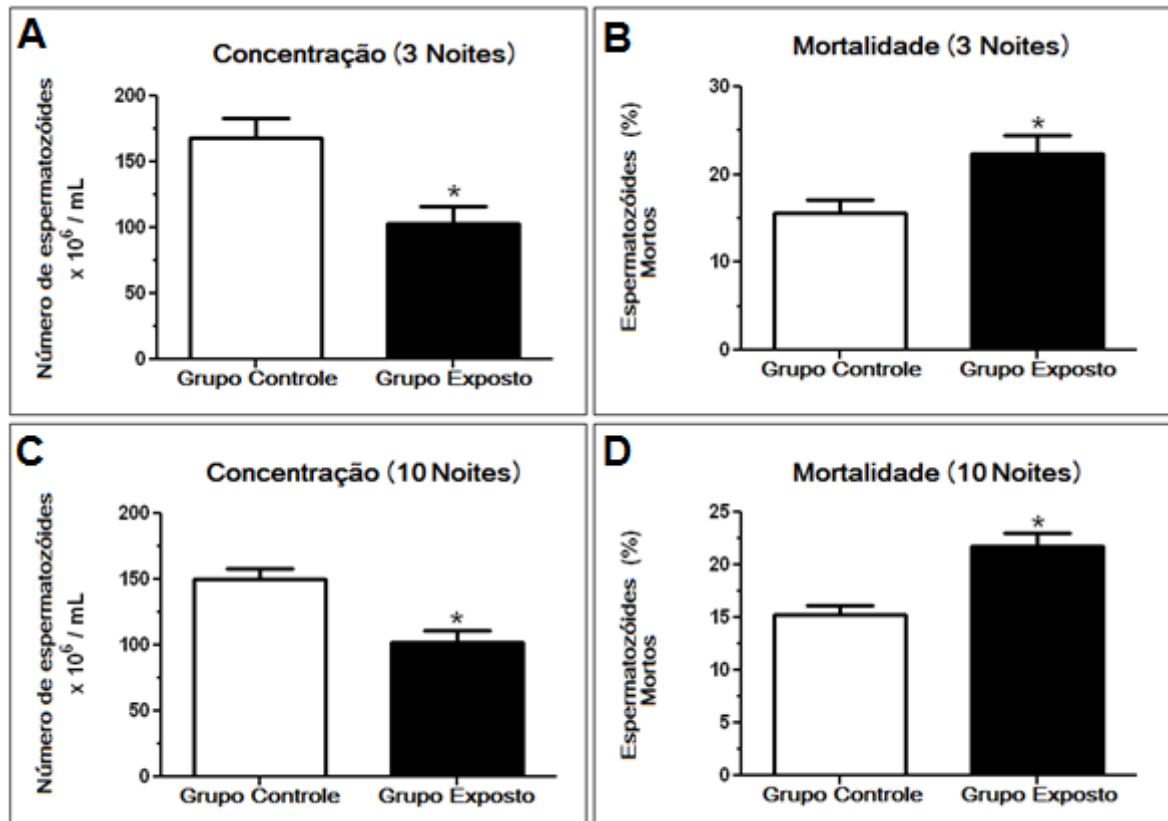 A
Concentração (3 Noites)
Número de espermatozóides
x 10⁶ / mL
200
150
100
50
0
*
Grupo Controle
Grupo Exposto
B
Mortalidade (3 Noites)
Espermatozóides (%)
Mortos
30
20
10
0
*
Grupo Controle
Grupo Exposto
C
Concentração (10 Noites)
Número de espermatozóides
x 10⁶ / mL
200
150
100
50
0
*
Grupo Controle
Grupo Exposto
D
Mortalidade (10 Noites)
Espermatozóides (%)
Mortos
25
20
15
10
5
0
*
Grupo Controle
Grupo Exposto